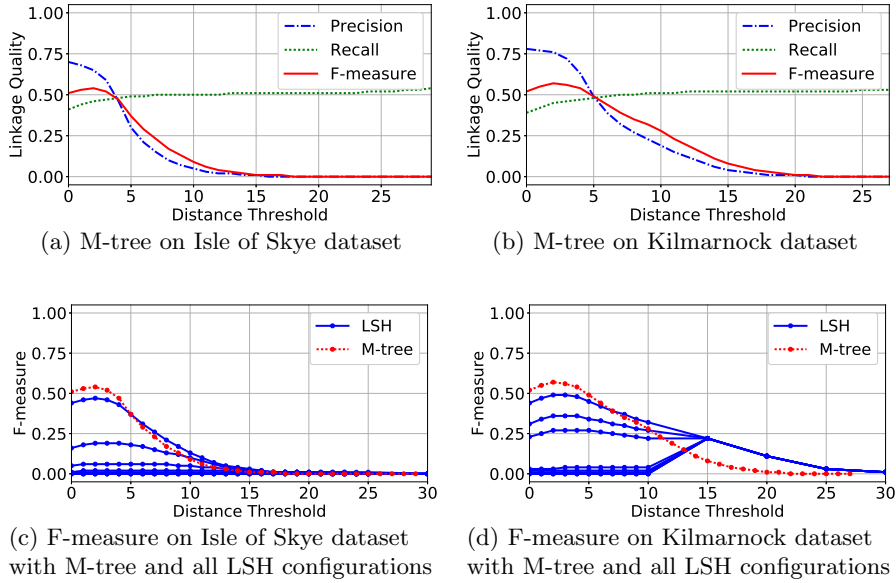 1.00
0.75
0.50
0.25
0.00
Linkage Quality
Precision
Recall
F-measure
0 5 10 15 20 25
Distance Threshold
(a) M-tree on Isle of Skye dataset
1.00
0.75
0.50
0.25
0.00
Linkage Quality
Precision
Recall
F-measure
0 5 10 15 20 25
Distance Threshold
(b) M-tree on Kilmarnock dataset
1.00
0.75
0.50
0.25
0.00
F-measure
LSH
M-tree
0 5 10 15 20 25 30
Distance Threshold
(c) F-measure on Isle of Skye dataset
with M-tree and all LSH configurations
1.00
0.75
0.50
0.25
0.00
F-measure
LSH
M-tree
0 5 10 15 20 25 30
Distance Threshold
(d) F-measure on Kilmarnock dataset
with M-tree and all LSH configurations